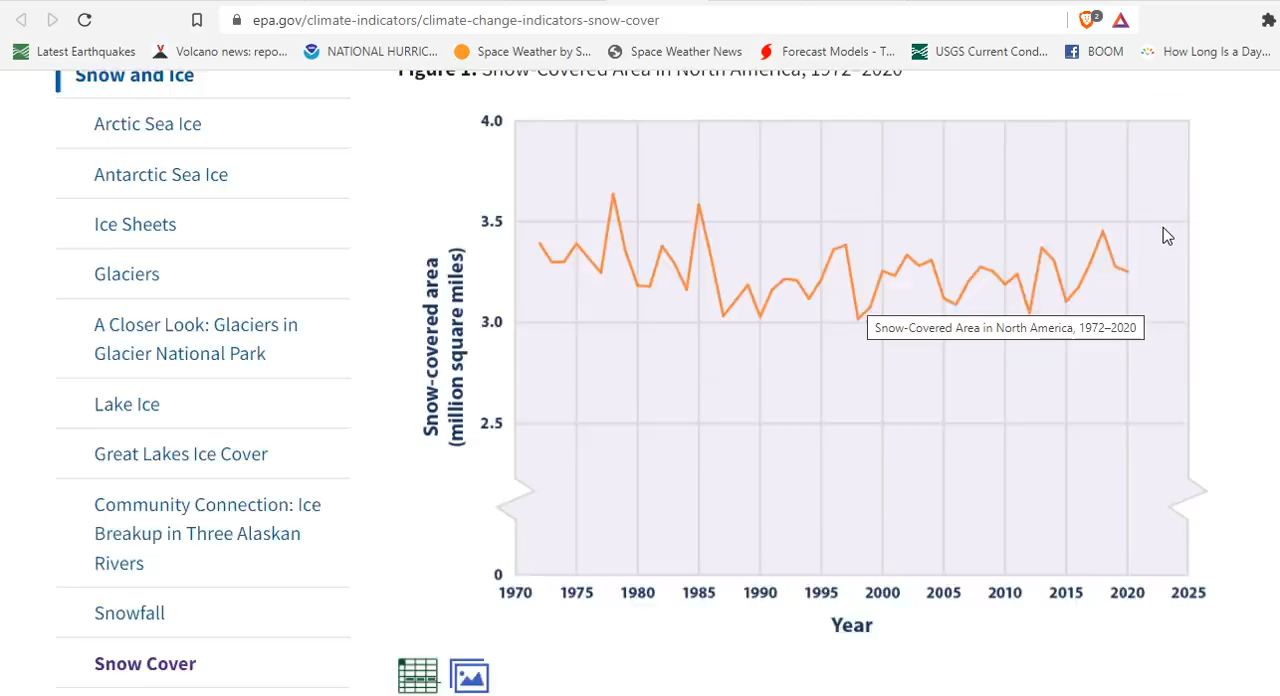 epa.gov/climate-indicators/climate-change-indicators-snow-cover
2
Latest Earthquakes
Volcano news: repo...
NATIONAL HURRIC...
Space Weather by S...
Space Weather News
Forecast Models - T...
USGS Current Cond...
BOOM
How Long Is a Day...
Snow and Ice
Arctic Sea Ice
Antarctic Sea Ice
Ice Sheets
Glaciers
A Closer Look: Glaciers in
Glacier National Park
Lake Ice
Great Lakes Ice Cover
Community Connection: Ice
Breakup in Three Alaskan
Rivers
Snowfall
Snow Cover
Figure 1. Snow-Covered Area in North America, 1972–2020
4.0
3.5
3.0
2.5
0
Snow-covered area
(million square miles)
Snow-Covered Area in North America, 1972–2020
1970 1975 1980 1985 1990 1995 2000 2005 2010 2015 2020 2025
Year